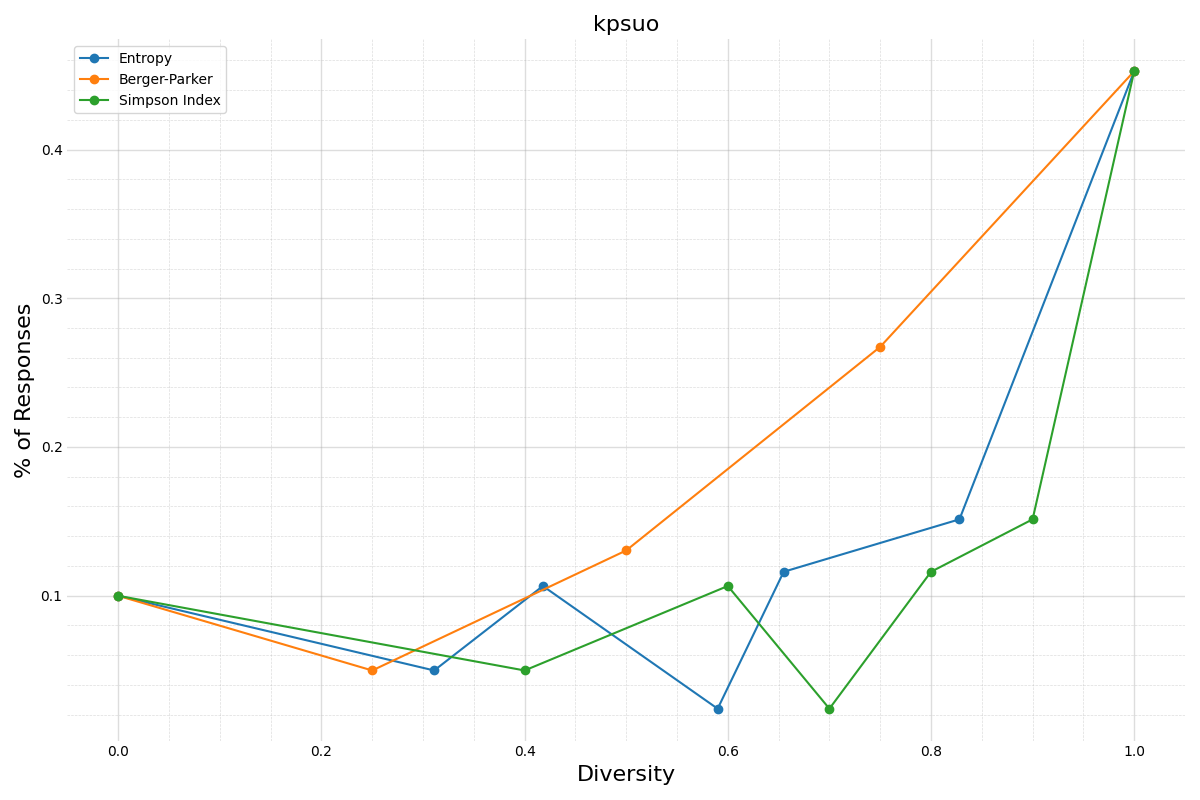 kpsuo
Entropy
Berger-Parker
Simpson Index
% of Responses
0.4
0.3
0.2
0.1
0.0 0.2 0.4 0.6 0.8 1.0
Diversity